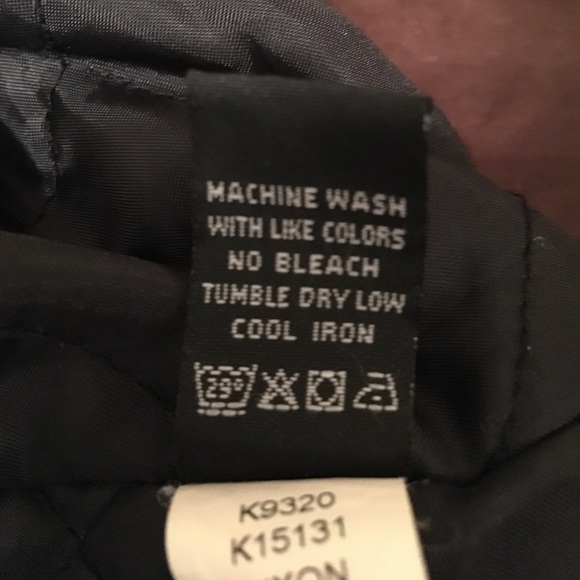 MACHINE WASH
WITH LIKE COLORS
NO BLEACH
TUMBLE DRY LOW
COOL IRON
29°
K9320
K15131